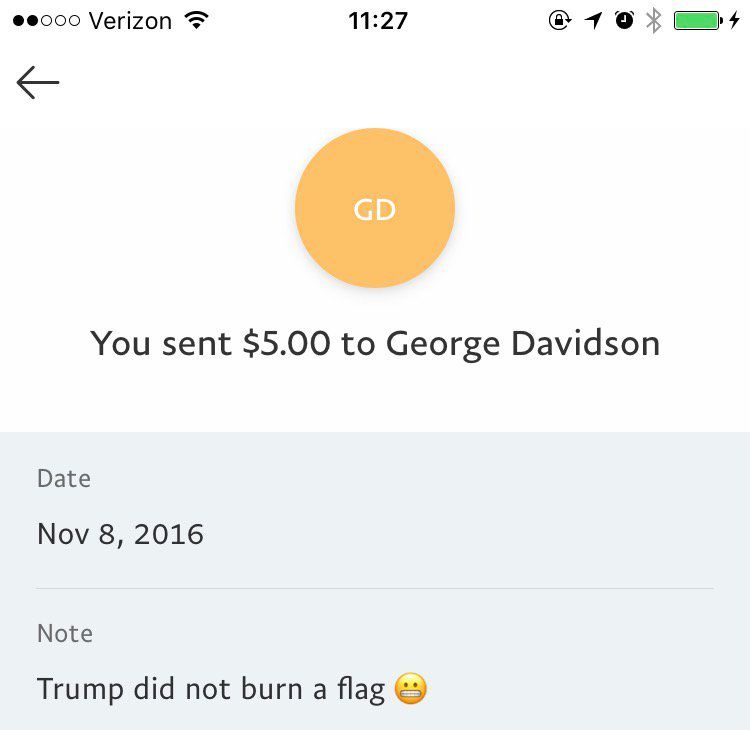 Verizon 11:27
GD
You sent $5.00 to George Davidson
Date
Nov 8, 2016
Note
Trump did not burn a flag 😬